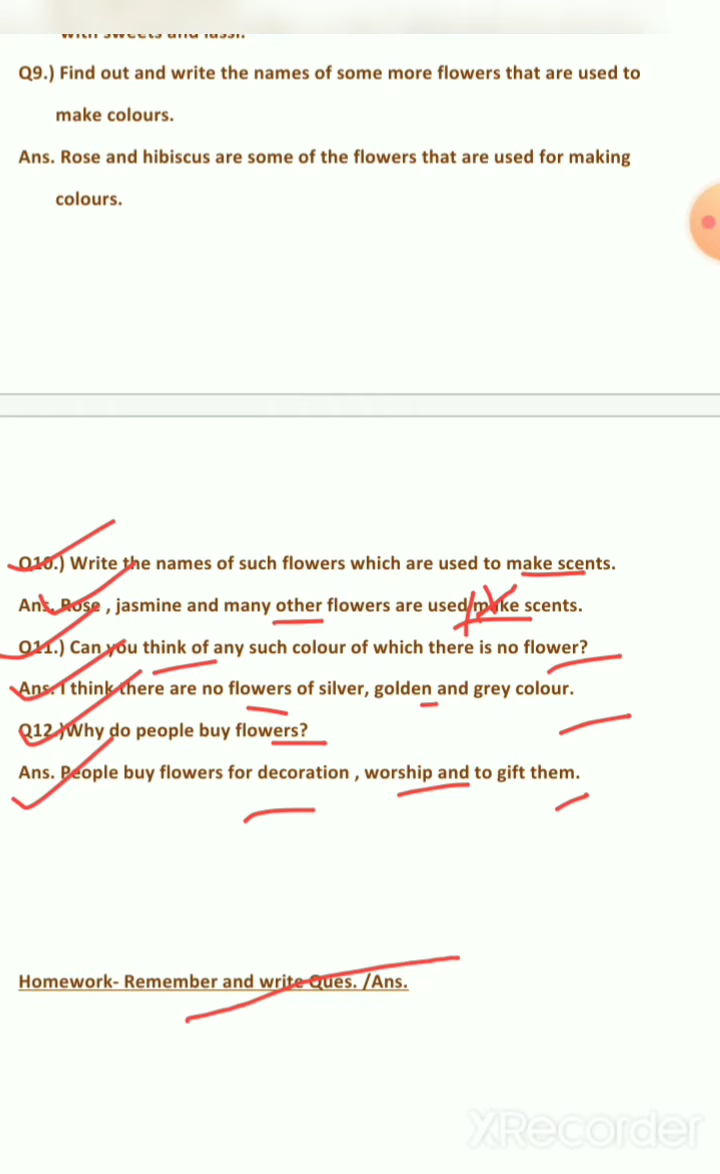 with sweets and lassi.
Q9.) Find out and write the names of some more flowers that are used to
make colours.
Ans. Rose and hibiscus are some of the flowers that are used for making
colours.
Q10.) Write the names of such flowers which are used to make scents.
Ans. Rose , jasmine and many other flowers are used make scents.
Q11.) Can you think of any such colour of which there is no flower?
Ans. I think there are no flowers of silver, golden and grey colour.
Q12.)Why do people buy flowers?
Ans. People buy flowers for decoration , worship and to gift them.
Homework- Remember and write Ques. /Ans.
XRecorder